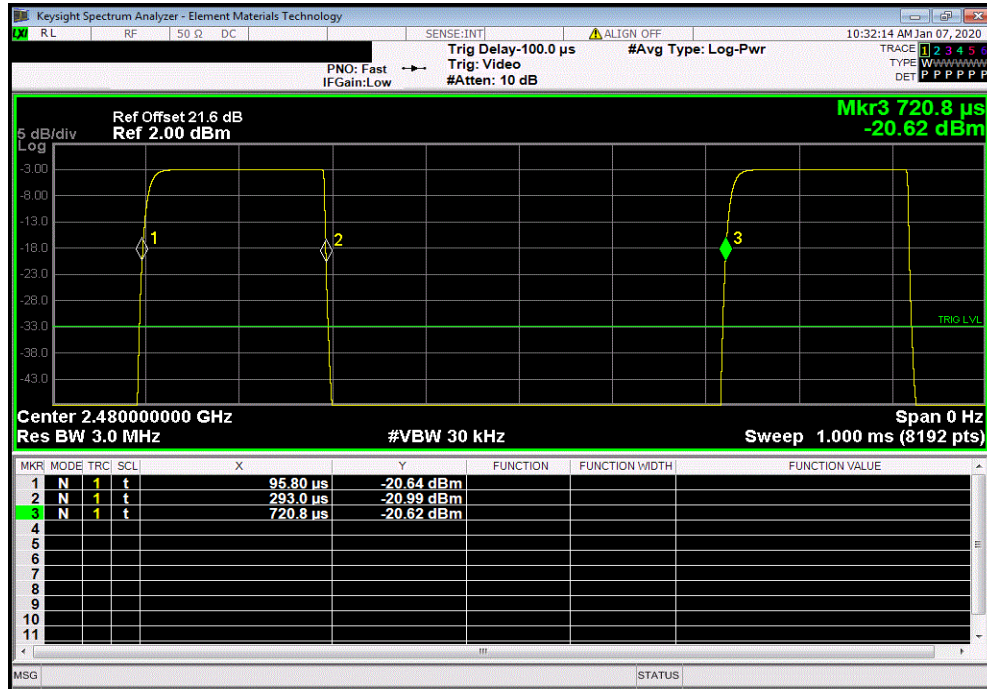 Keysight Spectrum Analyzer - Element Materials Technology
LXI RL RF 50 Ω DC SENSE:INT ALIGN OFF 10:32:14 AM Jan 07, 2020
Trig Delay-100.0 µs #Avg Type: Log-Pwr TRACE 1 2 3 4 5 6
PNO: Fast Trig: Video TYPE WWWWWW
IFGain:Low #Atten: 10 dB DET P P P P P P
Mkr3 720.8 µs
Ref Offset 21.6 dB
5 dB/div Ref 2.00 dBm -20.62 dBm
Log
-3.00
-8.00
-13.0
1 2 3
-18.0
-23.0
-28.0
-33.0 TRIG LVL
-38.0
-43.0
Center 2.480000000 GHz Span 0 Hz
Res BW 3.0 MHz #VBW 30 kHz Sweep 1.000 ms (8192 pts)
MKR MODE TRC SCL X Y FUNCTION FUNCTION WIDTH FUNCTION VALUE
1 N 1 t 95.80 µs -20.64 dBm
2 N 1 t 293.0 µs -20.99 dBm
3 N 1 t 720.8 µs -20.62 dBm
4
5
6
7
8
9
10
11
MSG STATUS